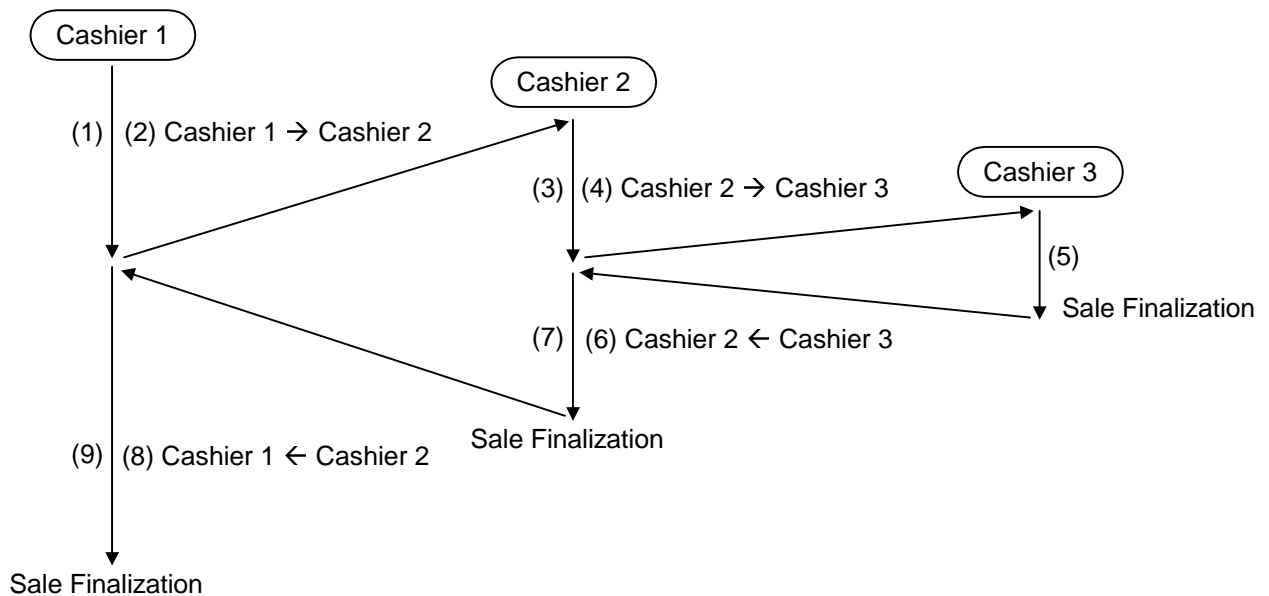 Cashier 1
Cashier 2
(1) (2) Cashier 1 → Cashier 2
Cashier 3
(3) (4) Cashier 2 → Cashier 3
(5)
Sale Finalization
(7) (6) Cashier 2 ← Cashier 3
Sale Finalization
(9) (8) Cashier 1 ← Cashier 2
Sale Finalization